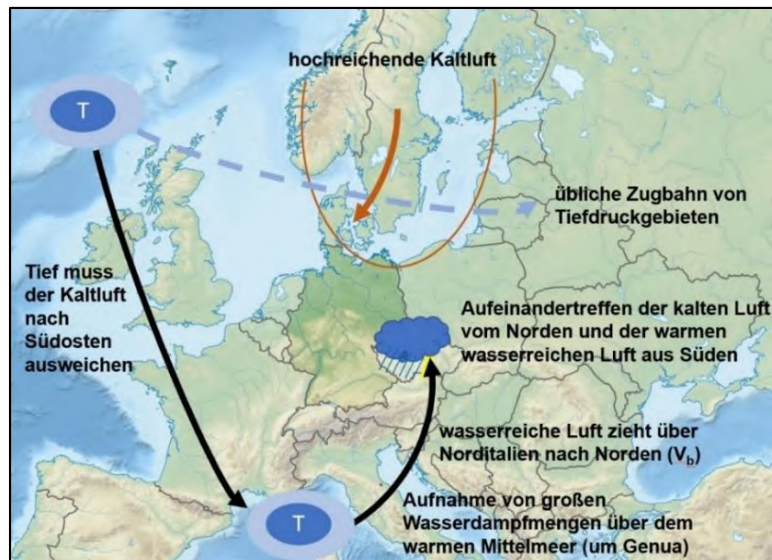 hochreichende Kaltluft
T
übliche Zugbahn von
Tiefdruckgebieten
Tief muss
der Kaltluft
nach
Südosten
ausweichen
Aufeinandertreffen der kalten Luft
vom Norden und der warmen
wasserreichen Luft aus Süden
wasserreiche Luft zieht über
Norditalien nach Norden (Vb)
Aufnahme von großen
Wasserdampfmengen über dem
warmen Mittelmeer (um Genua)
T